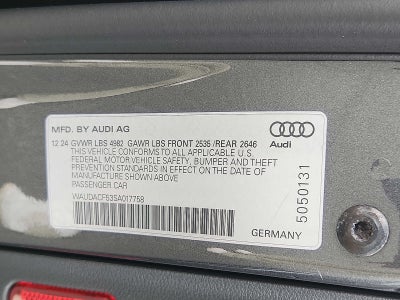 MFD. BY AUDI AG
12.24 GVWR LBS 4982 GAWR LBS FRONT 2535 /REAR 2646
THIS VEHICLE CONFORMS TO ALL APPLICABLE U.S.
FEDERAL MOTOR VEHICLE SAFETY, BUMPER AND THEFT
PREVENTION STANDARDS IN EFFECT ON THE DATE OF
MANUFACTURE SHOWN ABOVE.
PASSENGER CAR
WAUDACF53SA017758
Audi
5050131
GERMANY